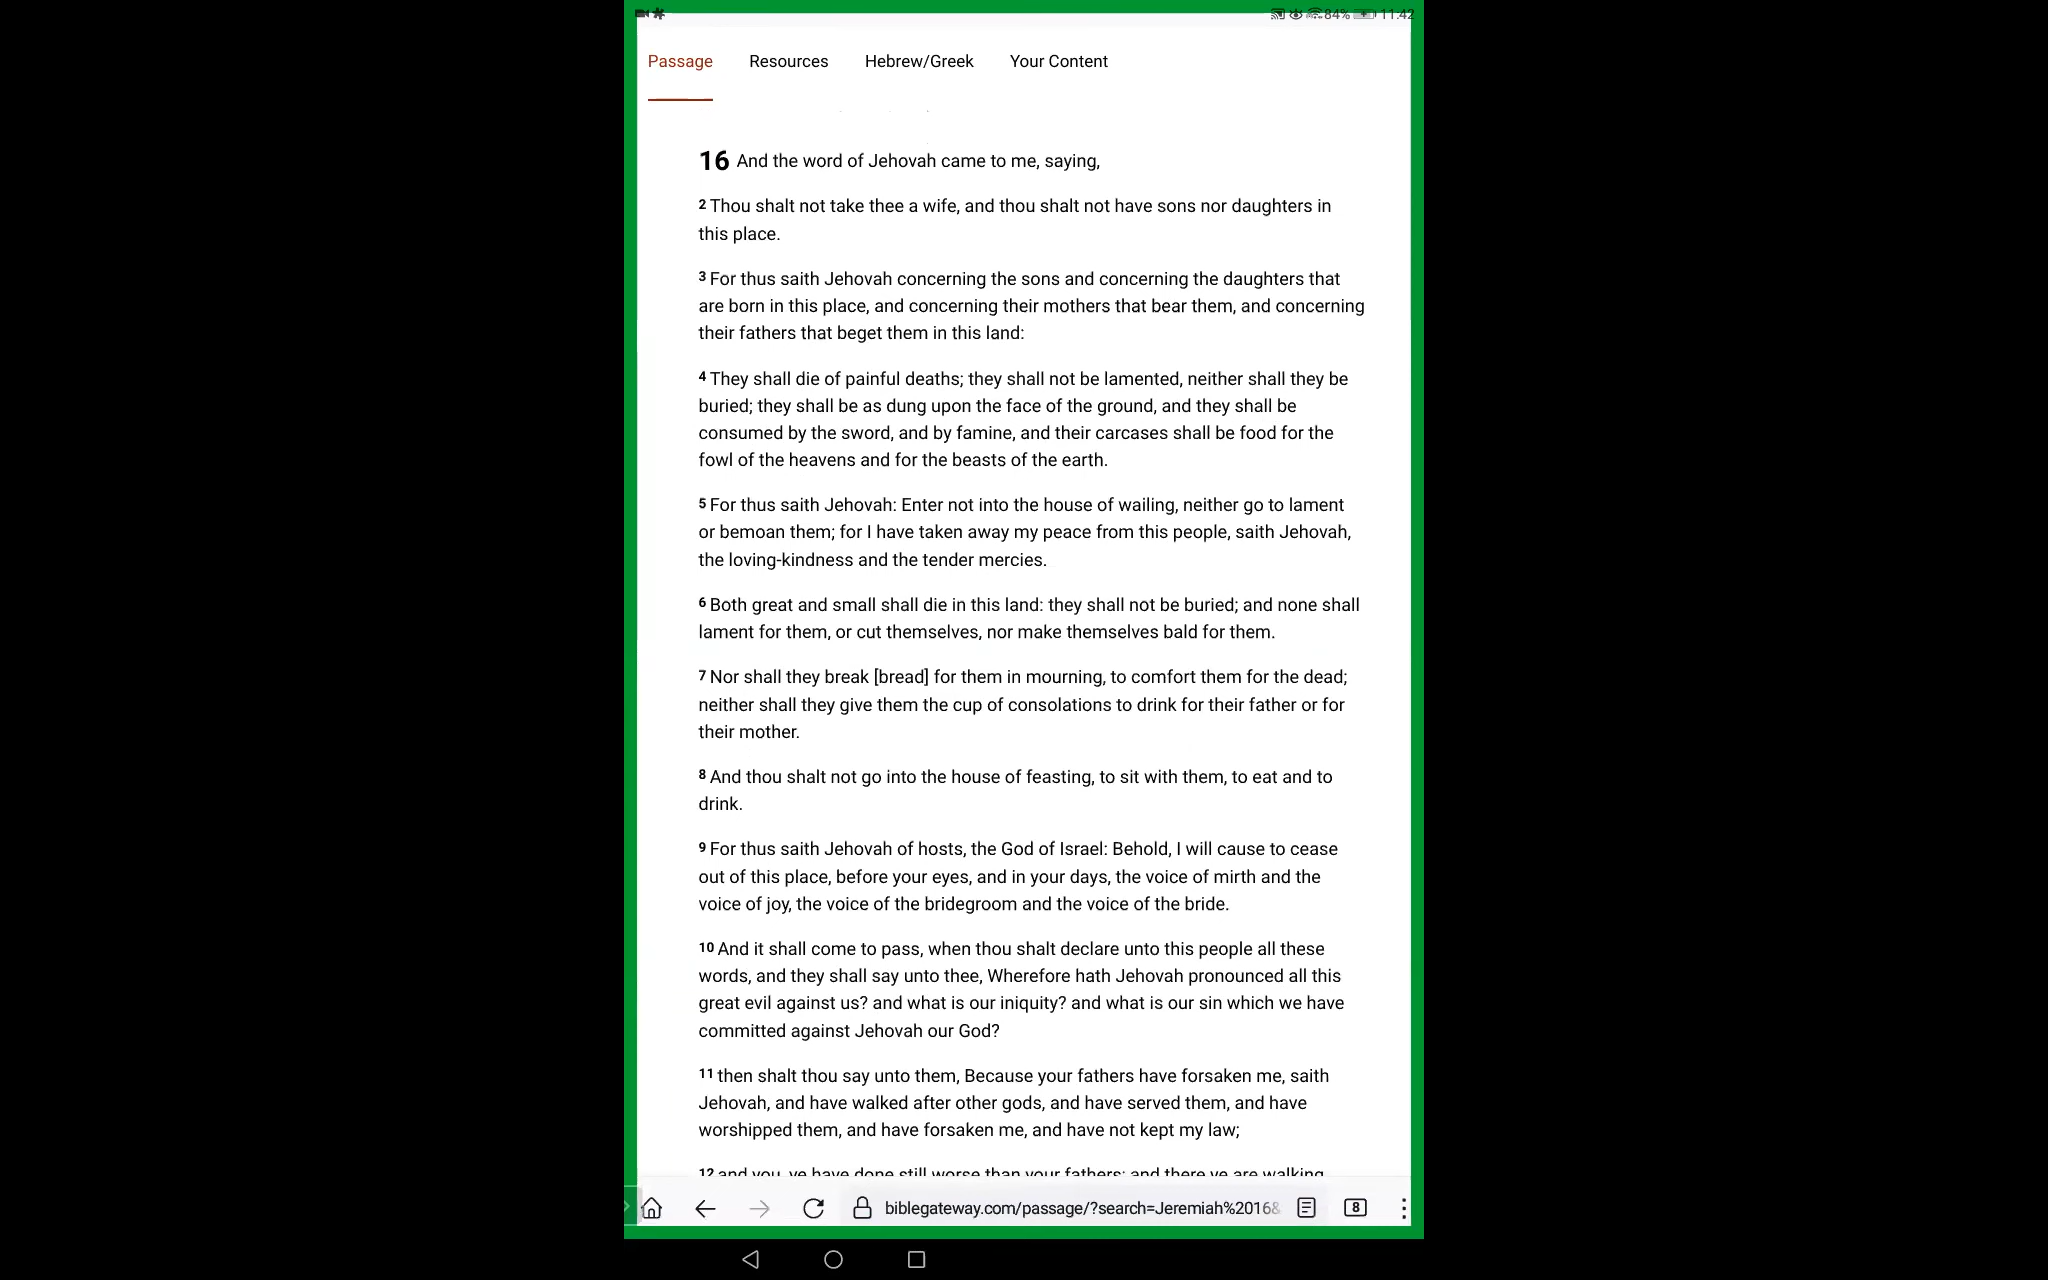 84% 11:42
Passage Resources Hebrew/Greek Your Content
16 And the word of Jehovah came to me, saying,
2 Thou shalt not take thee a wife, and thou shalt not have sons nor daughters in
this place.
3 For thus saith Jehovah concerning the sons and concerning the daughters that
are born in this place, and concerning their mothers that bear them, and concerning
their fathers that beget them in this land:
4 They shall die of painful deaths; they shall not be lamented, neither shall they be
buried; they shall be as dung upon the face of the ground, and they shall be
consumed by the sword, and by famine, and their carcases shall be food for the
fowl of the heavens and for the beasts of the earth.
5 For thus saith Jehovah: Enter not into the house of wailing, neither go to lament
or bemoan them; for I have taken away my peace from this people, saith Jehovah,
the loving-kindness and the tender mercies.
6 Both great and small shall die in this land: they shall not be buried; and none shall
lament for them, or cut themselves, nor make themselves bald for them.
7 Nor shall they break [bread] for them in mourning, to comfort them for the dead;
neither shall they give them the cup of consolations to drink for their father or for
their mother.
8 And thou shalt not go into the house of feasting, to sit with them, to eat and to
drink.
9 For thus saith Jehovah of hosts, the God of Israel: Behold, I will cause to cease
out of this place, before your eyes, and in your days, the voice of mirth and the
voice of joy, the voice of the bridegroom and the voice of the bride.
10 And it shall come to pass, when thou shalt declare unto this people all these
words, and they shall say unto thee, Wherefore hath Jehovah pronounced all this
great evil against us? and what is our iniquity? and what is our sin which we have
committed against Jehovah our God?
11 then shalt thou say unto them, Because your fathers have forsaken me, saith
Jehovah, and have walked after other gods, and have served them, and have
worshipped them, and have forsaken me, and have not kept my law;
12 and you, ye have done still worse than your fathers; and there ye are walking
biblegateway.com/passage/?search=Jeremiah%2016& 8